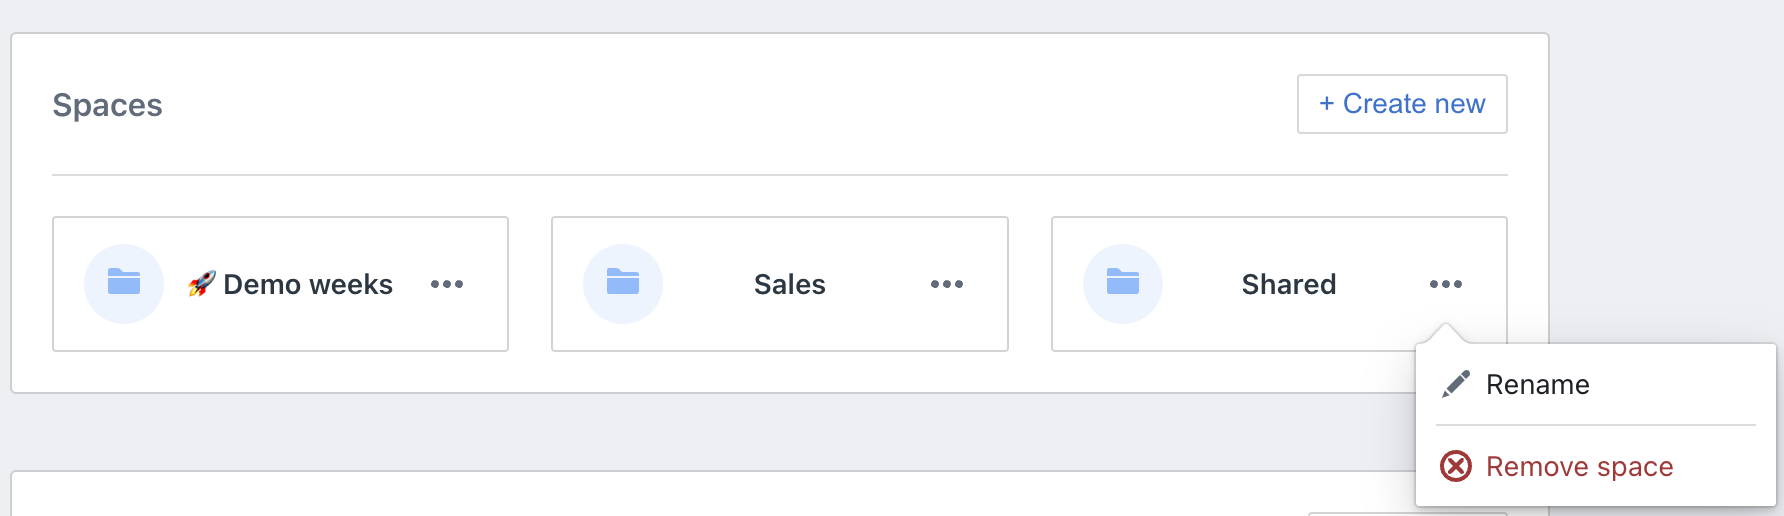 Spaces
+ Create new
🚀 Demo weeks
Sales
Shared
Rename
Remove space